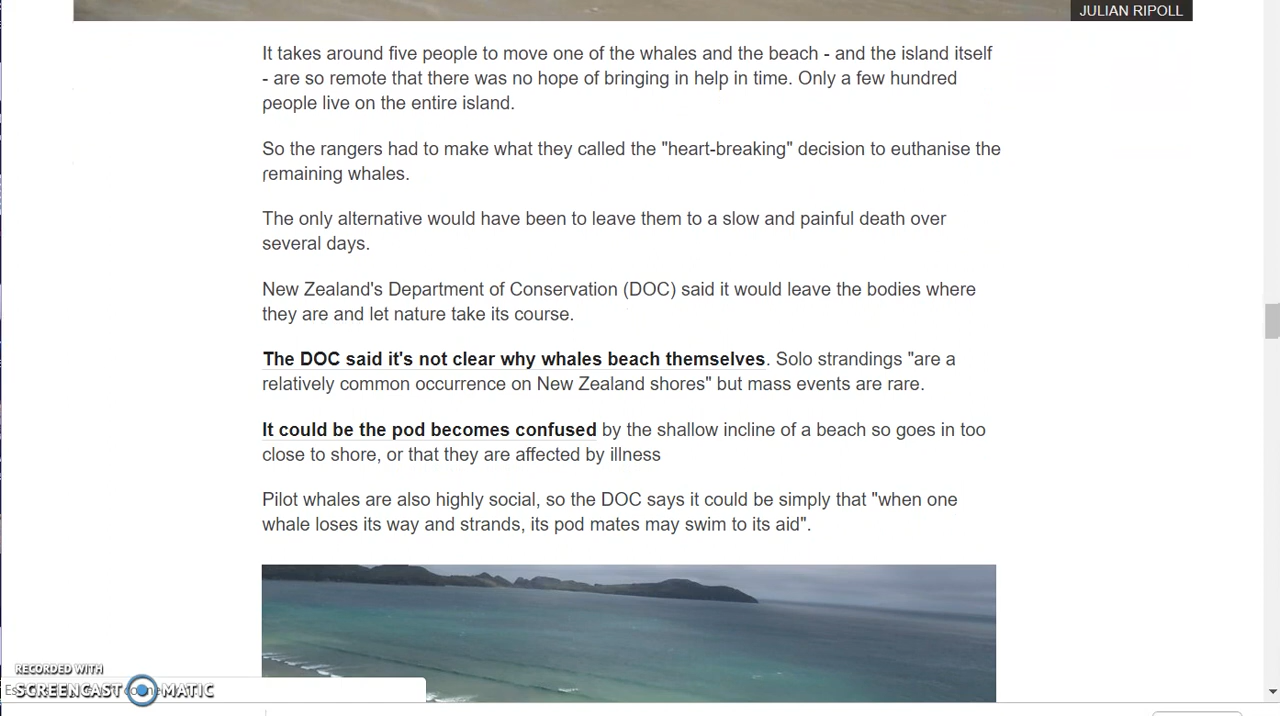 JULIAN RIPOLL
It takes around five people to move one of the whales and the beach - and the island itself
- are so remote that there was no hope of bringing in help in time. Only a few hundred
people live on the entire island.
So the rangers had to make what they called the "heart-breaking" decision to euthanise the
remaining whales.
The only alternative would have been to leave them to a slow and painful death over
several days.
New Zealand's Department of Conservation (DOC) said it would leave the bodies where
they are and let nature take its course.
The DOC said it's not clear why whales beach themselves. Solo strandings "are a
relatively common occurrence on New Zealand shores" but mass events are rare.
It could be the pod becomes confused by the shallow incline of a beach so goes in too
close to shore, or that they are affected by illness
Pilot whales are also highly social, so the DOC says it could be simply that "when one
whale loses its way and strands, its pod mates may swim to its aid".
RECORDED WITH
SCREENCAST MATIC